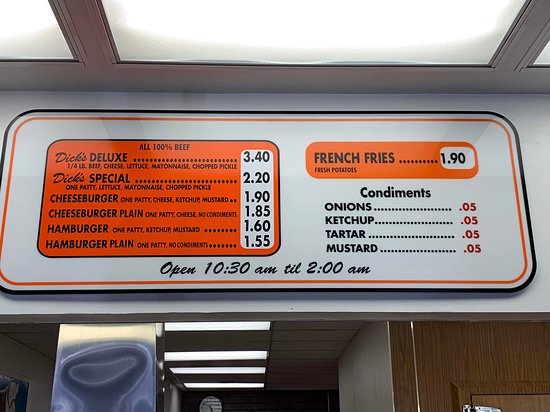 ALL 100% BEEF
Dick's DELUXE ................ 3.40
1/4 LB. BEEF, CHEESE, LETTUCE, MAYONNAISE, CHOPPED PICKLE
Dick's SPECIAL ................ 2.20
ONE PATTY, LETTUCE, MAYONNAISE, CHOPPED PICKLE
CHEESEBURGER ONE PATTY, CHEESE, KETCHUP, MUSTARD .. 1.90
CHEESEBURGER PLAIN ONE PATTY, CHEESE, NO CONDIMENTS 1.85
HAMBURGER ONE PATTY, KETCHUP, MUSTARD ........ 1.60
HAMBURGER PLAIN ONE PATTY, NO CONDIMENTS ........ 1.55
FRENCH FRIES .......... 1.90
FRESH POTATOES
Condiments
ONIONS .................... .05
KETCHUP .................... .05
TARTAR .................... .05
MUSTARD .................... .05
Open 10:30 am til 2:00 am